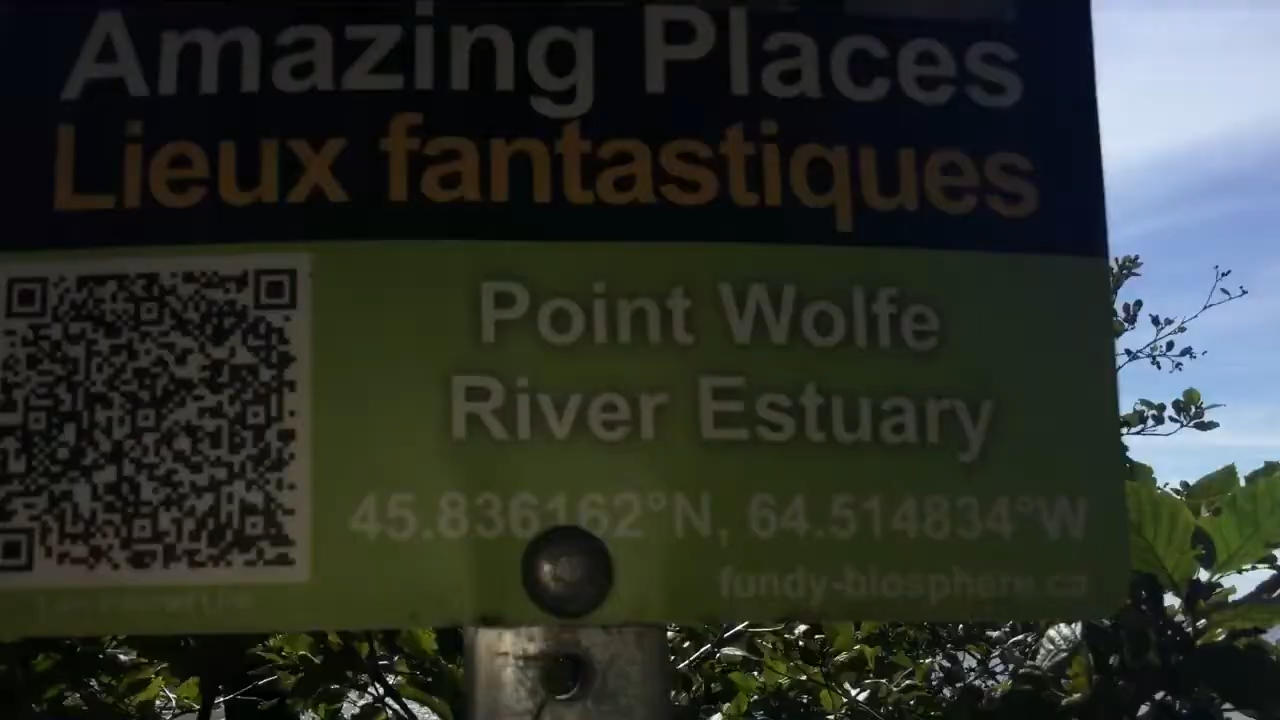 Amazing Places
Lieux fantastiques
Point Wolfe
River Estuary
45.836162°N, 64.514834°W
fundy-biosphere.ca